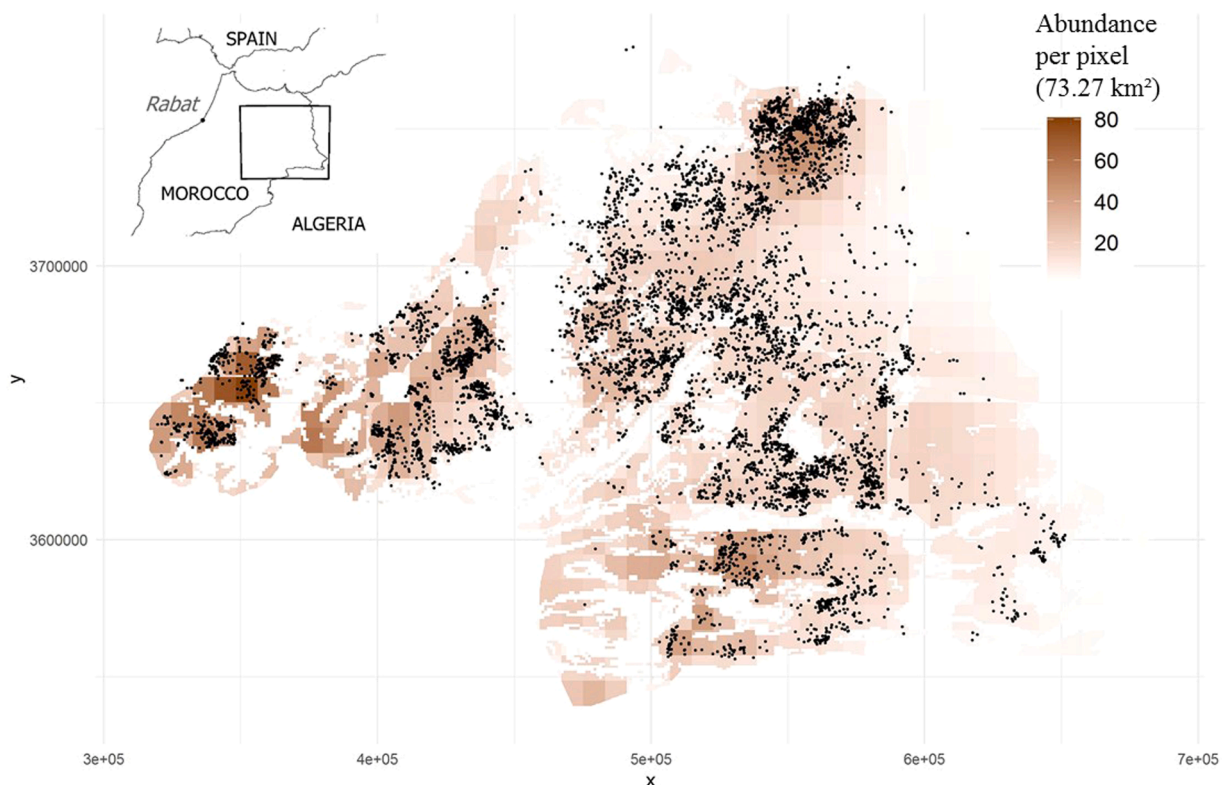 SPAIN
Rabat
MOROCCO
ALGERIA
Abundance
per pixel
(73.27 km²)
80
60
40
20
y
3700000
3600000
3e+05
4e+05
5e+05
6e+05
7e+05
x